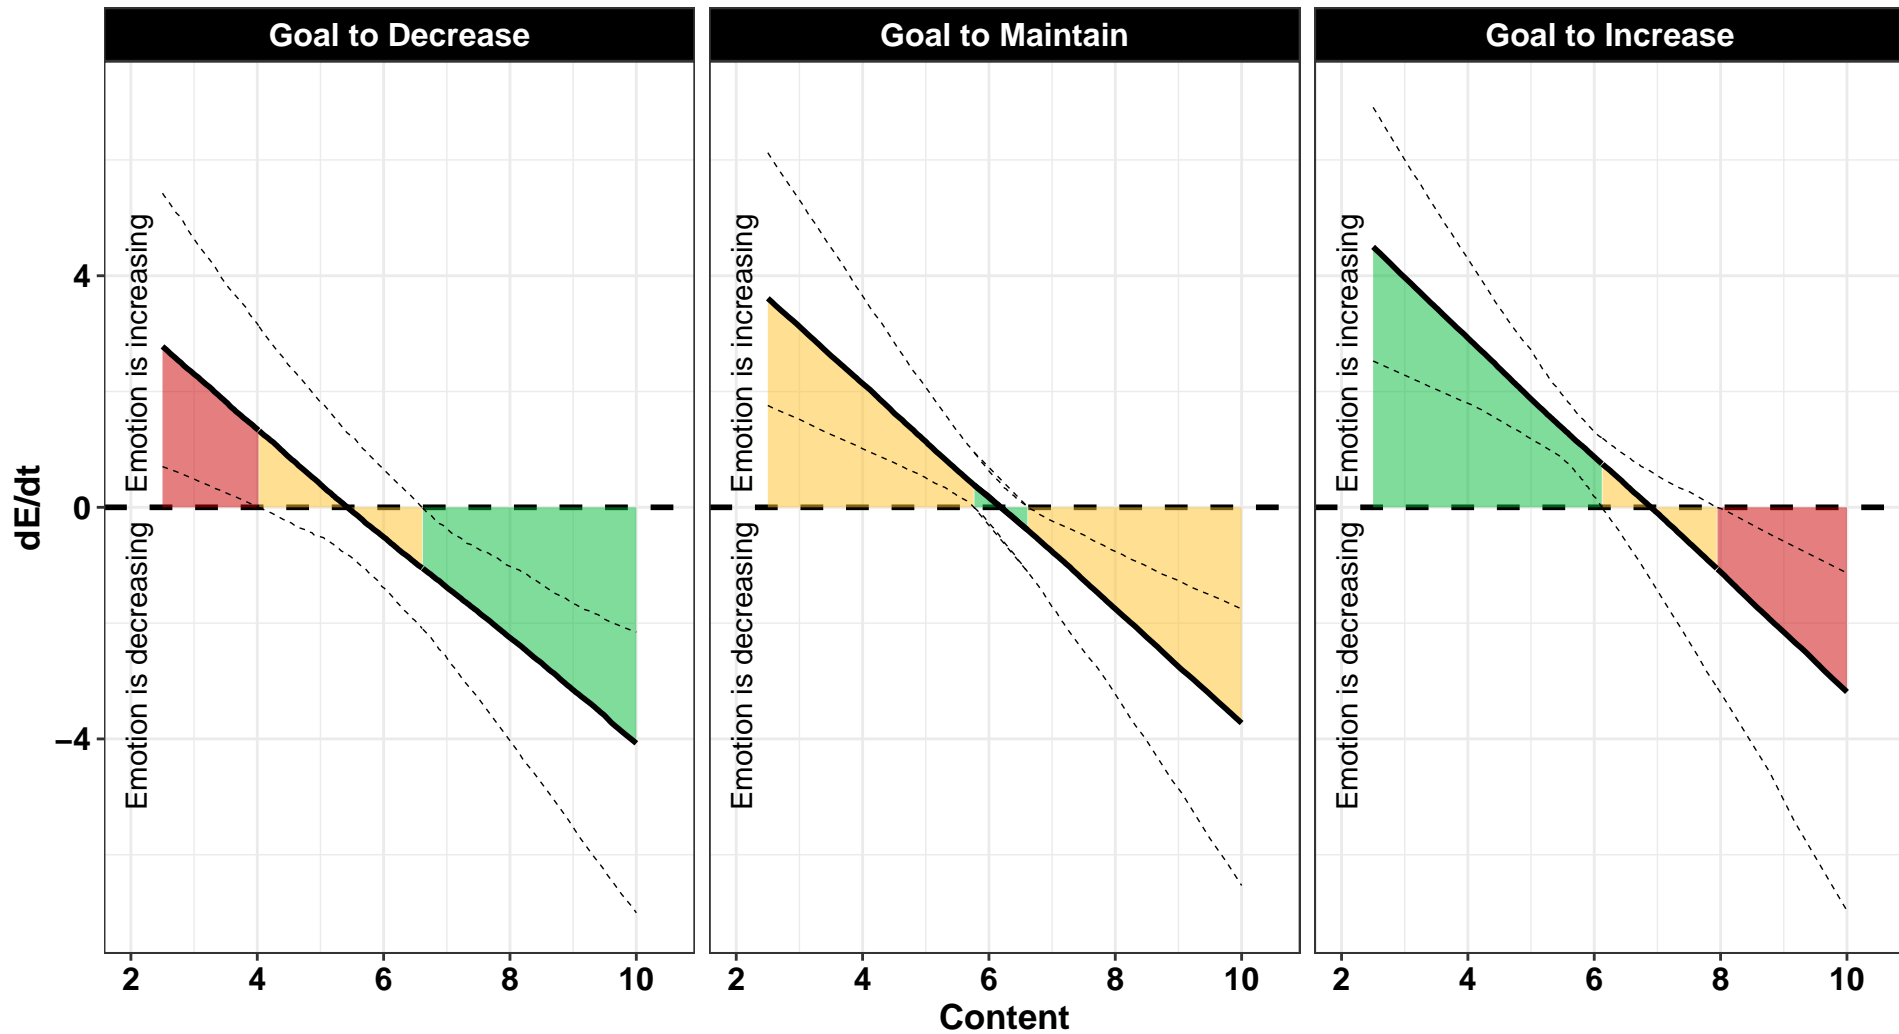 Goal to Decrease
Goal to Maintain
Goal to Increase
dE/dt
4
0
−4
Emotion is increasing
Emotion is decreasing
Emotion is increasing
Emotion is decreasing
Emotion is increasing
Emotion is decreasing
2 4 6 8 10
2 4 6 8 10
2 4 6 8 10
Content